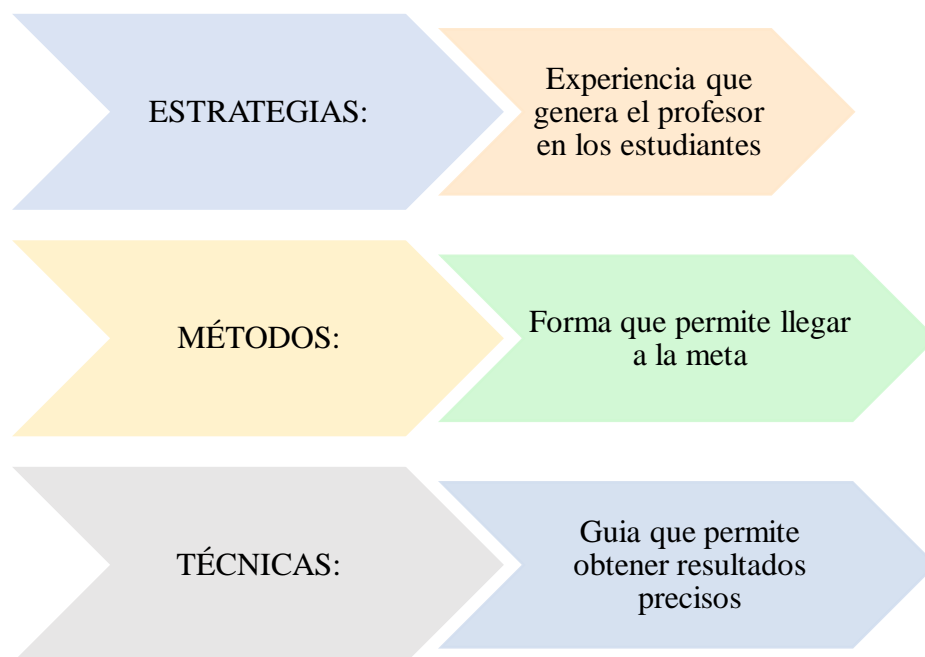 ESTRATEGIAS:
Experiencia que
genera el profesor
en los estudiantes
MÉTODOS:
Forma que permite llegar
a la meta
TÉCNICAS:
Guia que permite
obtener resultados
precisos